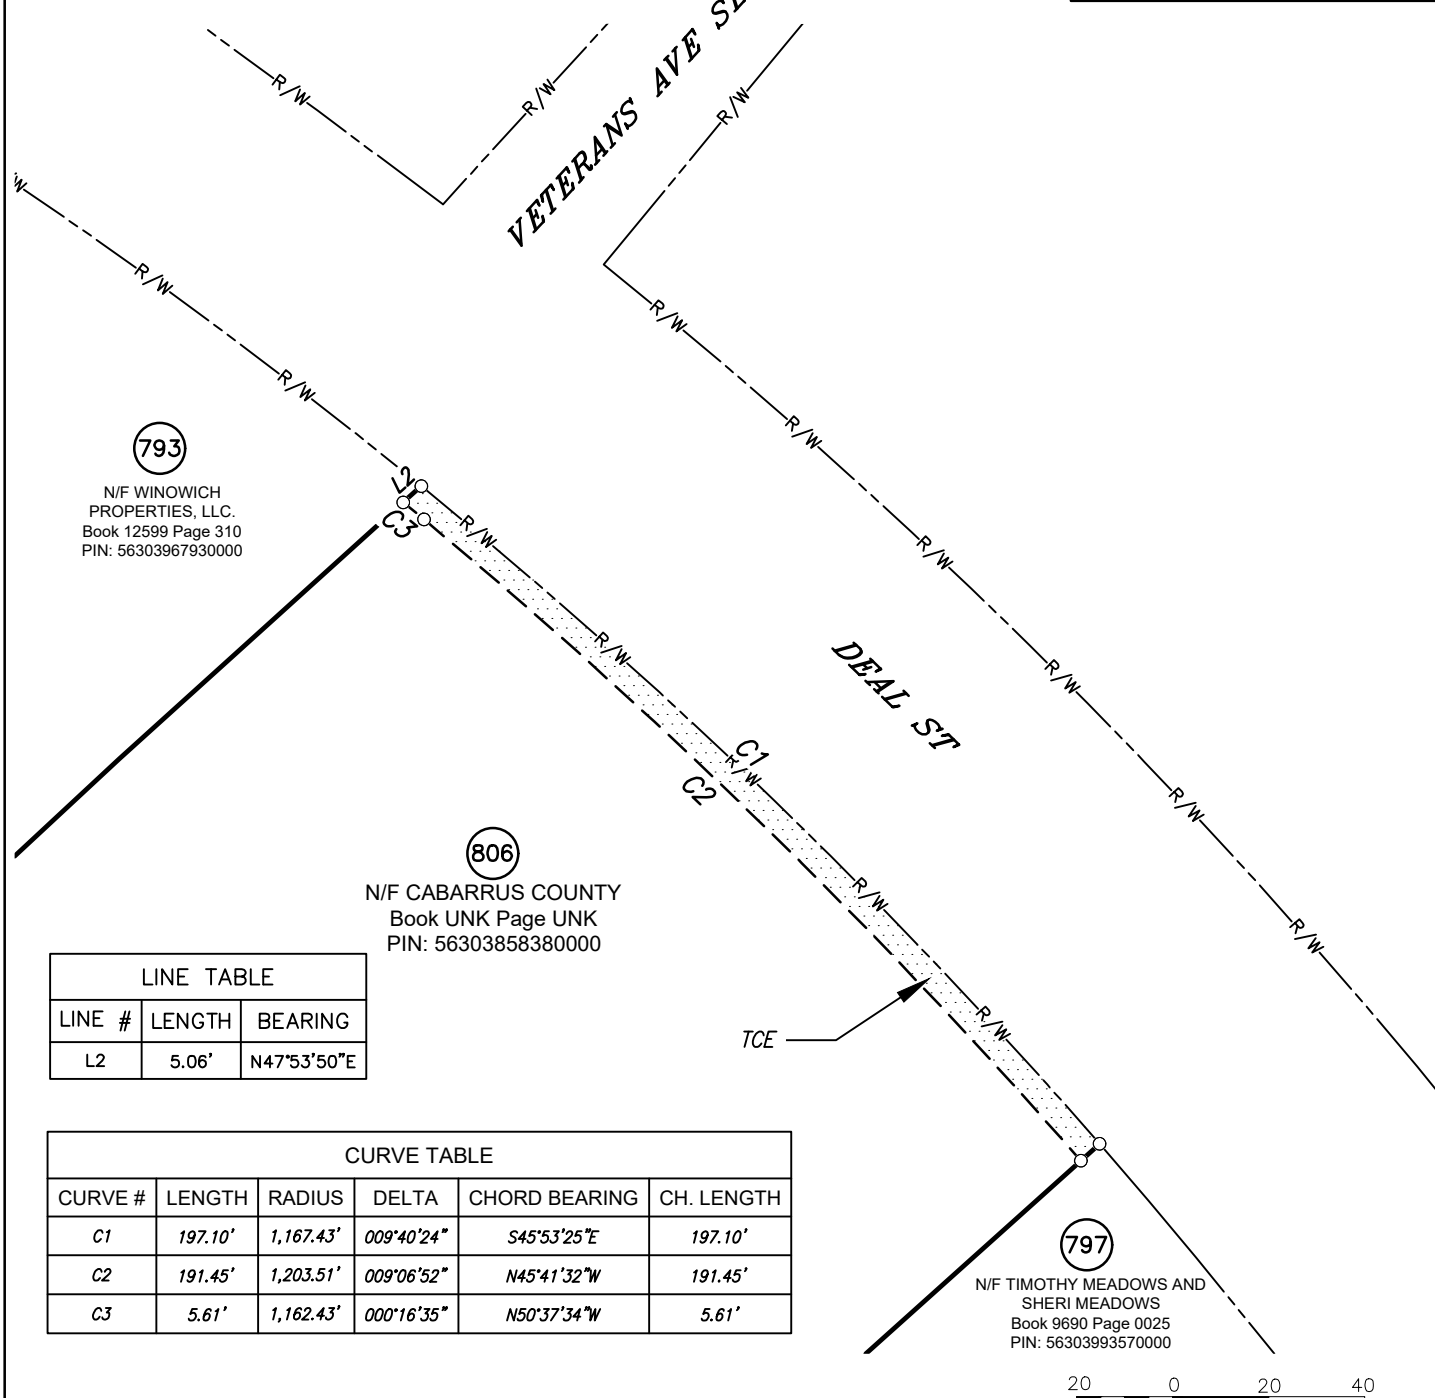 VETERANS AVE
R/W
R/W
R/W
W
R/W
R/W
R/W
R/W
R/W
R/W
R/W
R/W
R/W
R/W
R/W
R/W
R/W
793
N/F WINOWICH
PROPERTIES, LLC.
Book 12599 Page 310
PIN: 56303967930000
L2
C3
DEAL ST
C1
C2
806
N/F CABARRUS COUNTY
Book UNK Page UNK
PIN: 56303858380000
LINE TABLE
LINE # LENGTH BEARING
L2 5.06' N47°53'50"E
TCE
CURVE TABLE
CURVE # LENGTH RADIUS DELTA CHORD BEARING CH. LENGTH
C1 197.10' 1,167.43' 009°40'24" S45°53'25"E 197.10'
C2 191.45' 1,203.51' 009°06'52" N45°41'32"W 191.45'
C3 5.61' 1,162.43' 000°16'35" N50°37'34"W 5.61'
797
N/F TIMOTHY MEADOWS AND
SHERI MEADOWS
Book 9690 Page 0025
PIN: 56303993570000
20 0 20 40